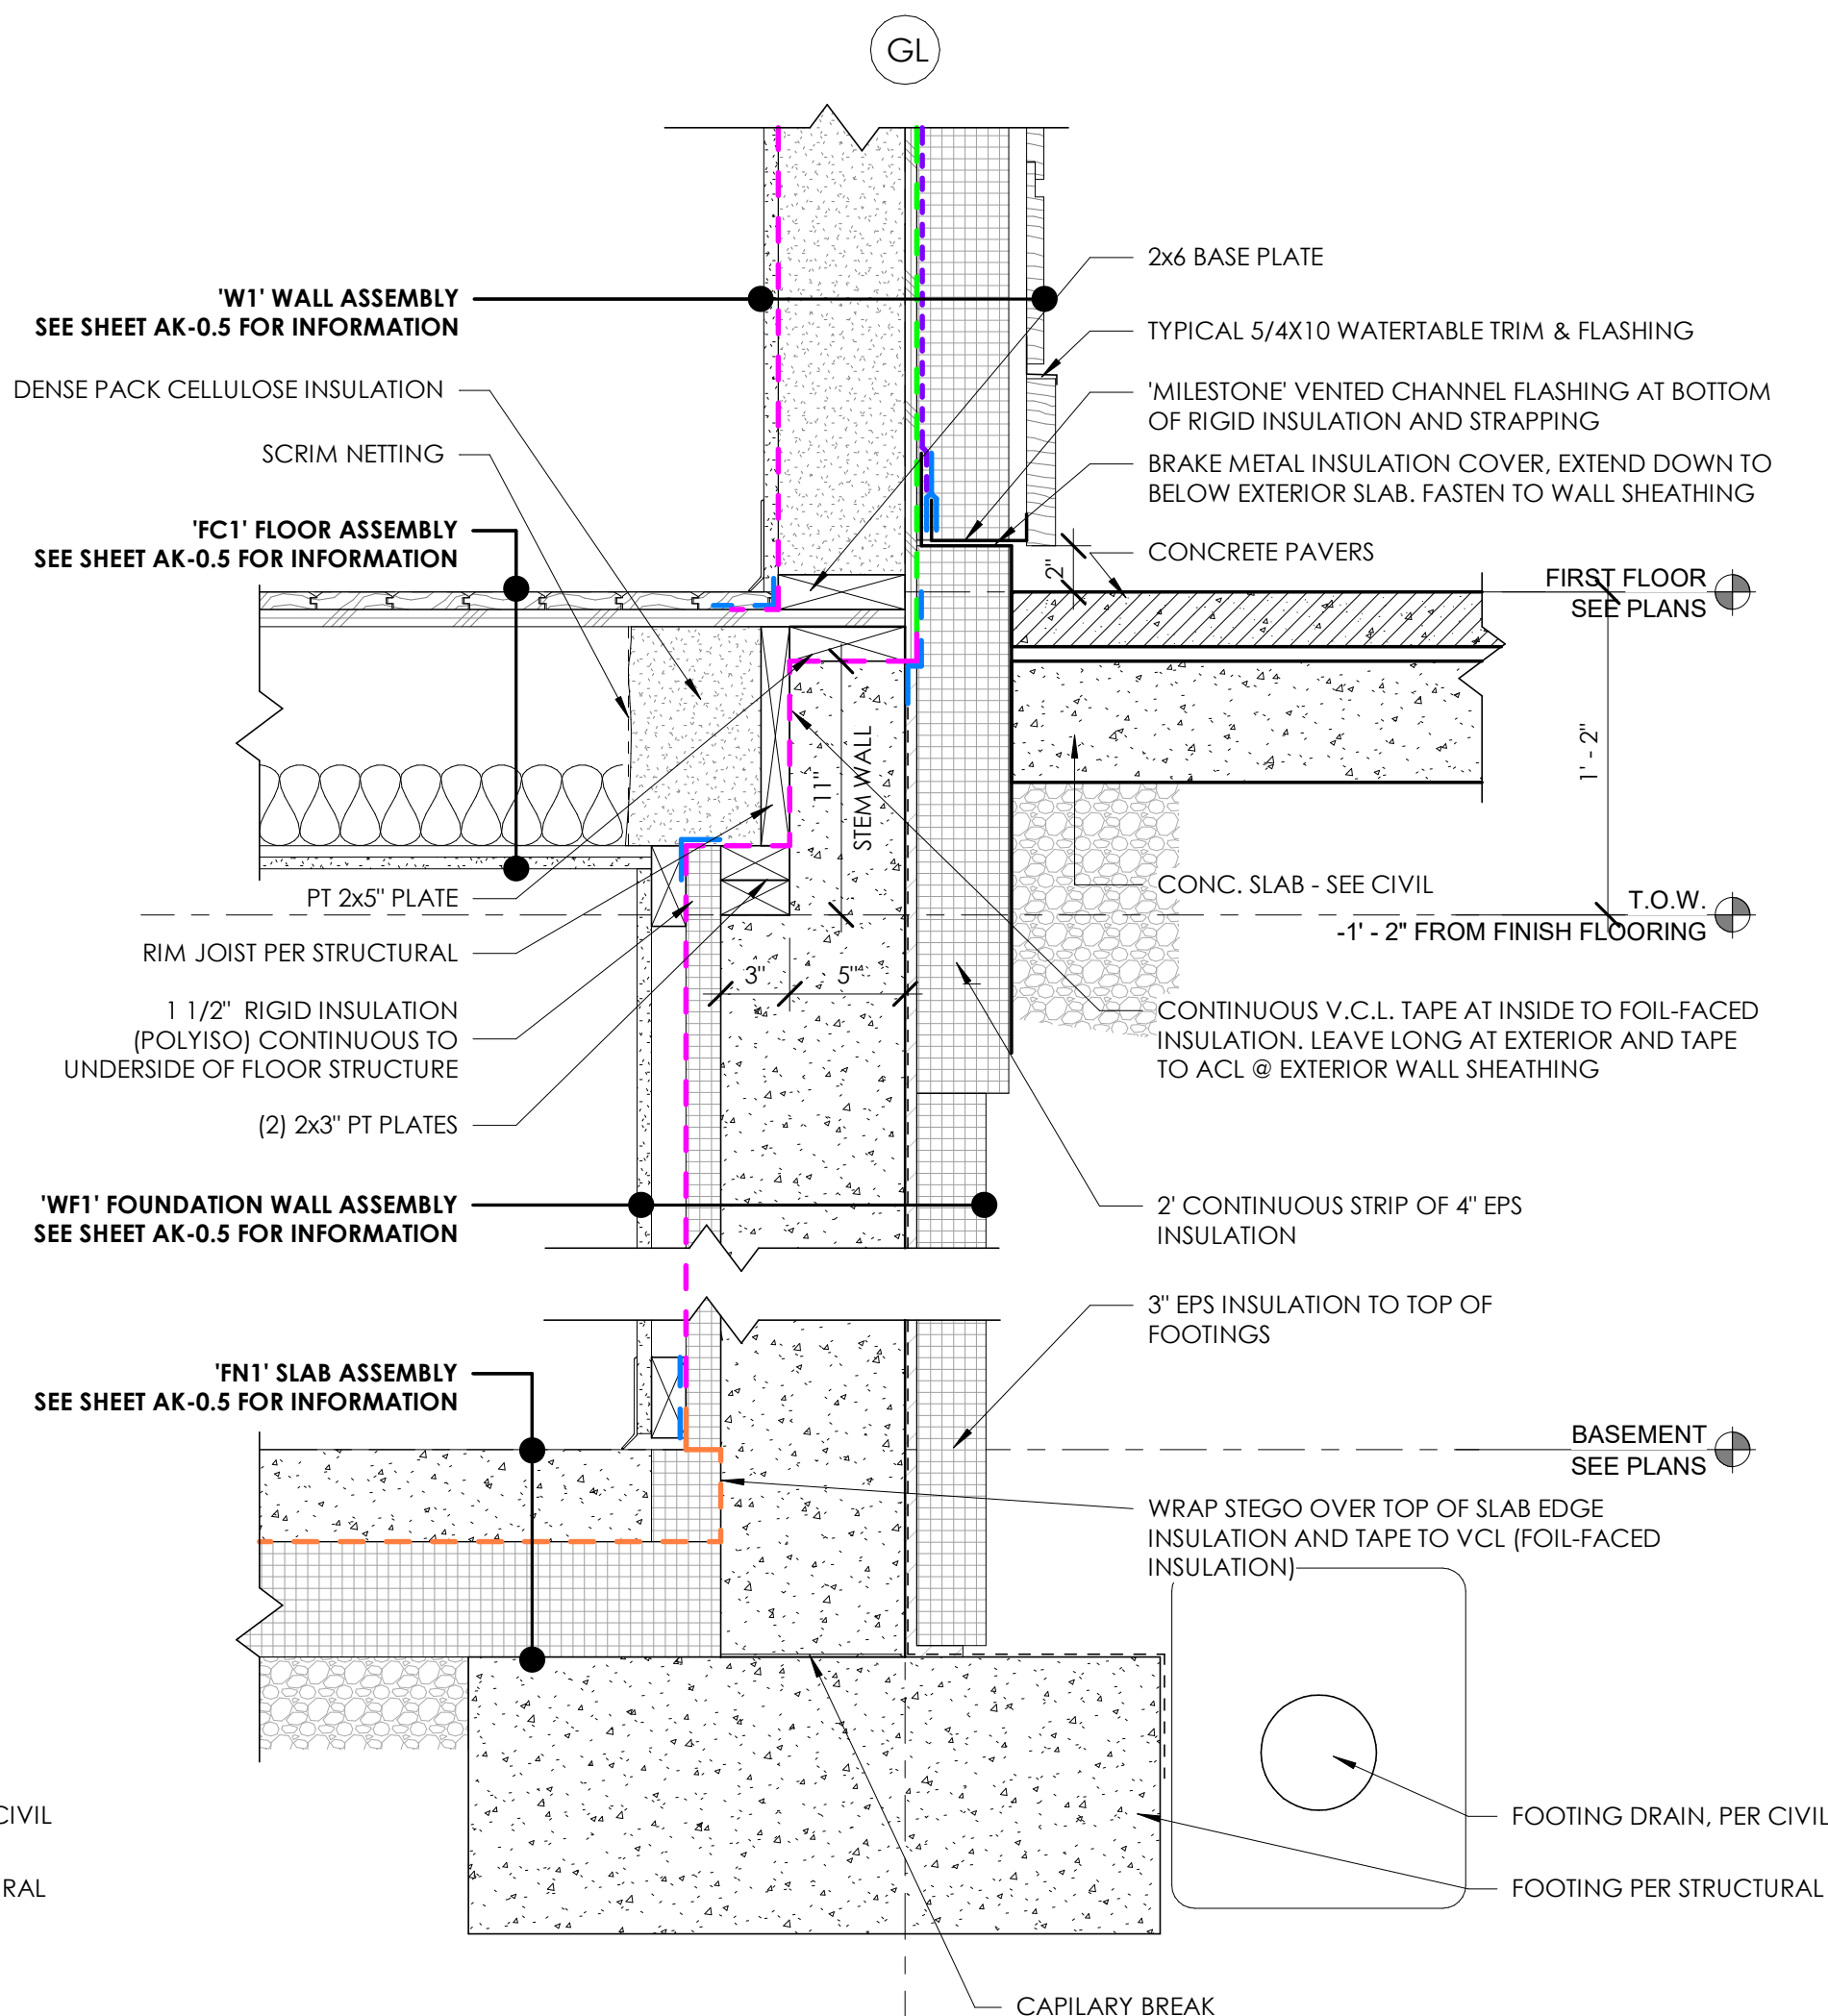 GL
'W1' WALL ASSEMBLY
SEE SHEET AK-0.5 FOR INFORMATION
DENSE PACK CELLULOSE INSULATION
SCRIM NETTING
'FC1' FLOOR ASSEMBLY
SEE SHEET AK-0.5 FOR INFORMATION
PT 2x5" PLATE
RIM JOIST PER STRUCTURAL
1 1/2" RIGID INSULATION
(POLYISO) CONTINUOUS TO
UNDERSIDE OF FLOOR STRUCTURE
(2) 2x3" PT PLATES
'WF1' FOUNDATION WALL ASSEMBLY
SEE SHEET AK-0.5 FOR INFORMATION
'FN1' SLAB ASSEMBLY
SEE SHEET AK-0.5 FOR INFORMATION
CIVIL
RAL
11"
STEM WALL
3"
5"
2x6 BASE PLATE
TYPICAL 5/4X10 WATERTABLE TRIM & FLASHING
'MILESTONE' VENTED CHANNEL FLASHING AT BOTTOM
OF RIGID INSULATION AND STRAPPING
BRAKE METAL INSULATION COVER, EXTEND DOWN TO
BELOW EXTERIOR SLAB. FASTEN TO WALL SHEATHING
CONCRETE PAVERS
2"
FIRST FLOOR
SEE PLANS
1' - 2"
CONC. SLAB - SEE CIVIL
T.O.W.
-1' - 2" FROM FINISH FLOORING
CONTINUOUS V.C.L. TAPE AT INSIDE TO FOIL-FACED
INSULATION. LEAVE LONG AT EXTERIOR AND TAPE
TO ACL @ EXTERIOR WALL SHEATHING
2' CONTINUOUS STRIP OF 4" EPS
INSULATION
3" EPS INSULATION TO TOP OF
FOOTINGS
BASEMENT
SEE PLANS
WRAP STEGO OVER TOP OF SLAB EDGE
INSULATION AND TAPE TO VCL (FOIL-FACED
INSULATION)
FOOTING DRAIN, PER CIVIL
FOOTING PER STRUCTURAL
CAPILARY BREAK